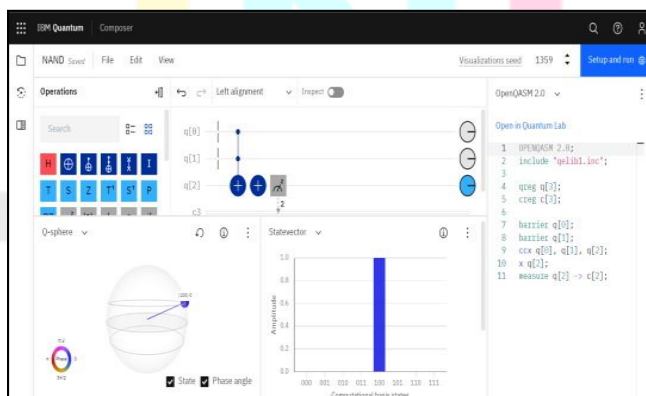 IBM Quantum Composer
NAND Saved File Edit View Visualizations seed 1359 Setup and run
Operations Left alignment Inspect OpenQASM 2.0
Search
Open in Quantum Lab
H I
T S Z T† S† P
q[0]
q[1]
q[2]
z
c3
2
1 OPENQASM 2.0;
2 include "qelib1.inc";
3
4 qreg q[3];
5 creg c[3];
6
7 barrier q[0];
8 barrier q[1];
9 ccx q[0], q[1], q[2];
10 x q[2];
11 measure q[2] -> c[2];
Q-sphere
π/2
π Phase 0
3π/2
State Phase angle
Statevector
Amplitude
1.0
0.8
0.6
0.4
0.2
0.0
000 001 010 011 100 101 110 111
Computational basis states